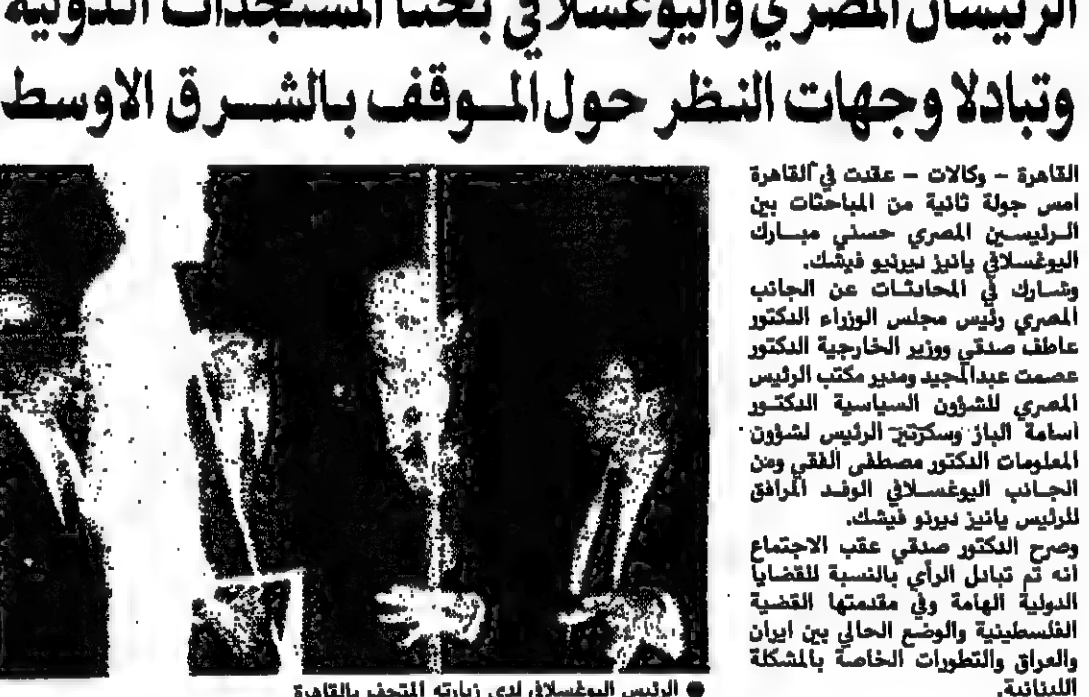 الرئيسان المصري واليوغسلافي بحثا المستجدات الدولية
وتبادلا وجهات النظر حول الموقف بالشرق الاوسط
القاهرة – وكالات – عقدت في القاهرة
امس جولة ثانية من المباحثات بين
الرئيسين المصري حسني مبارك
اليوغسلافي يانيز ديرنيو فيشك.
وشارك في المحادثات عن الجانب
المصري رئيس مجلس الوزراء الدكتور
عاطف صدقي ووزير الخارجية الدكتور
عصمت عبدالمجيد ومدير مكتب الرئيس
المصري للشؤون السياسية الدكتور
اسامة الباز وسكرتير الرئيس لشؤون
المعلومات الدكتور مصطفى الفقي ومن
الجانب اليوغسلافي الوفد المرافق
للرئيس يانيز ديرنو فيشك.
وصرح الدكتور صدقي عقب الاجتماع
انه تم تبادل الرأي بالنسبة للقضايا
الدولية الهامة وفي مقدمتها القضية
الفلسطينية والوضع الحالي بين ايران
والعراق والتطورات الخاصة بالمشكلة
اللبنانية
● الرئيس اليوغسلافي لدى زيارته المتحف بالقاهرة